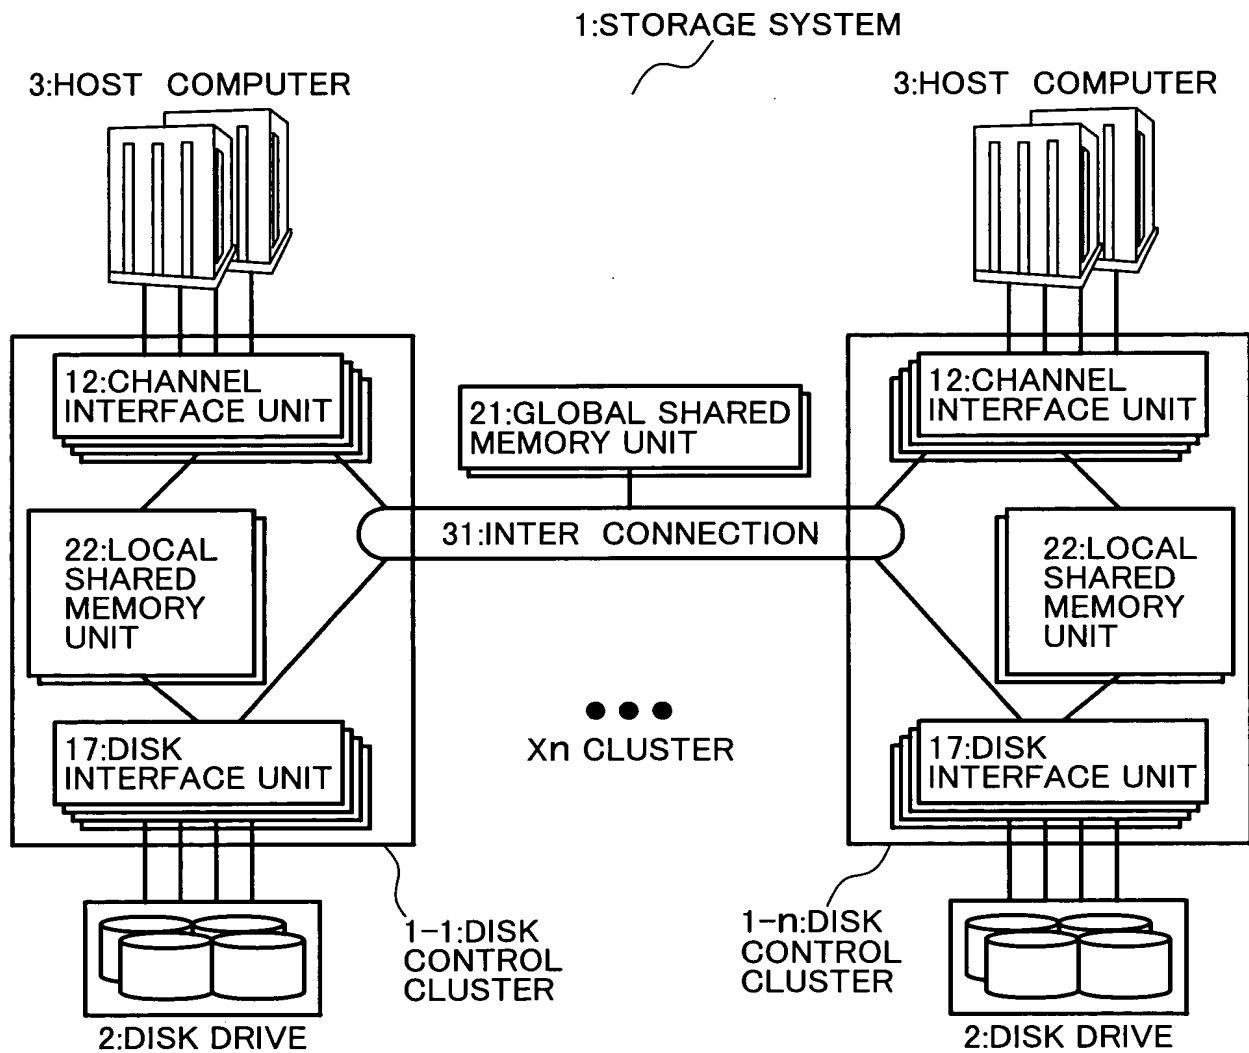 1:STORAGE SYSTEM
3:HOST COMPUTER
3:HOST COMPUTER
12:CHANNEL
INTERFACE UNIT
21:GLOBAL SHARED
MEMORY UNIT
12:CHANNEL
INTERFACE UNIT
31:INTER CONNECTION
22:LOCAL
SHARED
MEMORY
UNIT
22:LOCAL
SHARED
MEMORY
UNIT
Xn CLUSTER
17:DISK
INTERFACE UNIT
17:DISK
INTERFACE UNIT
1-1:DISK
CONTROL
CLUSTER
1-n:DISK
CONTROL
CLUSTER
2:DISK DRIVE
2:DISK DRIVE